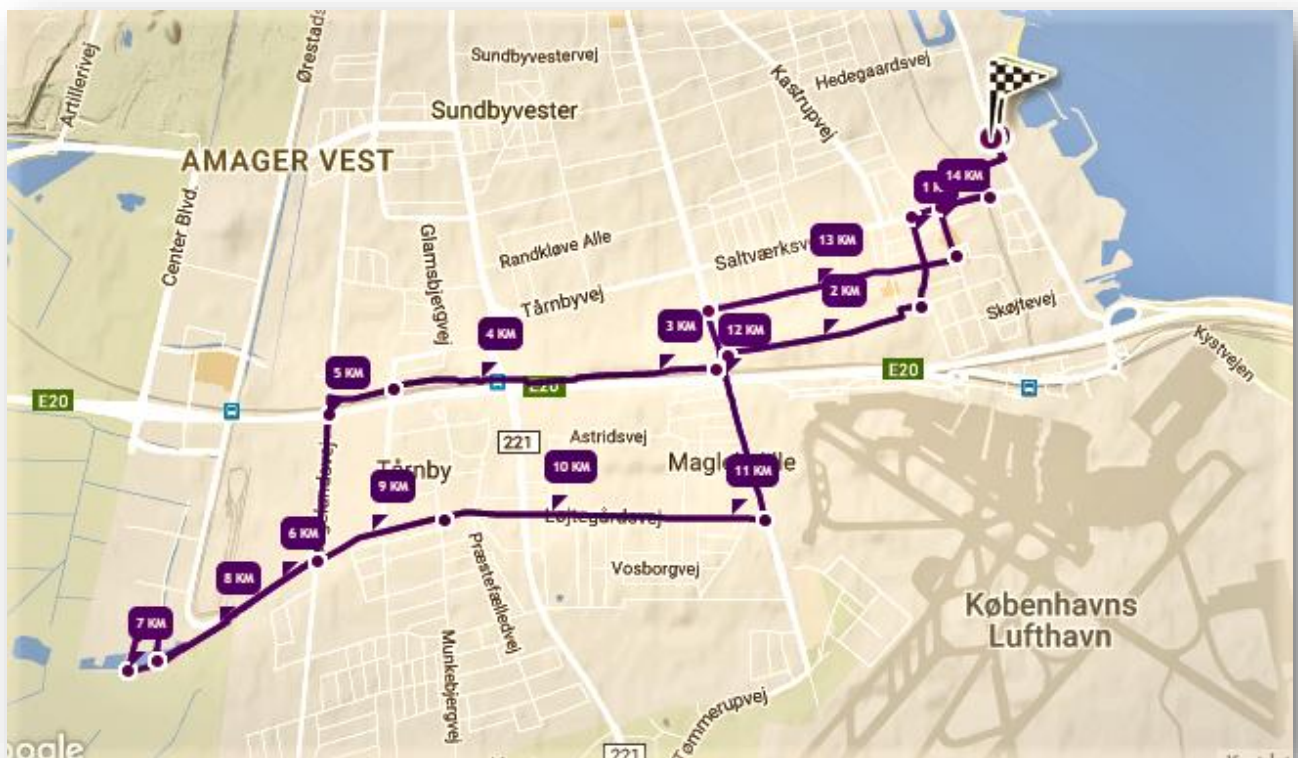 Artillerivej
Ørestads
Sundbyvestervej
Sundbyvester
Kastrupvej
Hedegaardsvej
AMAGER VEST
Center Blvd.
Glamsbjergvej
Randkløve Alle
Saltværksv
14 KM
13 KM
Tårnbyvej
2 KM
Skøjtevej
Kystvejen
3 KM
12 KM
4 KM
5 KM
E20
E20
E20
221
Astridsvej
Tårnby
10 KM
11 KM
9 KM
Løjtegårdsvej
6 KM
8 KM
Vosborgvej
Præstefælledvej
7 KM
Munkebjergvej
Københavns
Lufthavn
Tømmerupvej
221
oogle